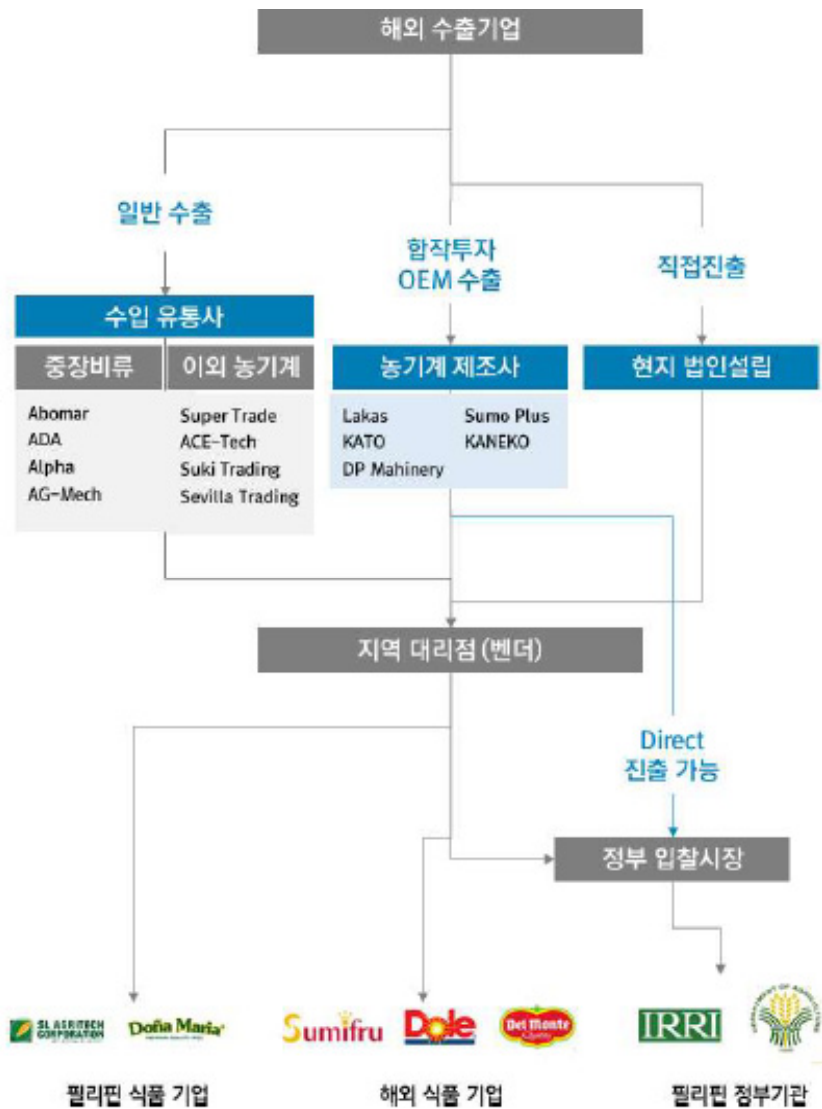 해외 수출기업
일반 수출
합작투자
OEM 수출
직접진출
수입 유통사
중장비류
이외 농기계
농기계 제조사
현지 법인설립
Abomar
ADA
Alpha
AG-Mech
Super Trade
ACE-Tech
Suki Trading
Sevilla Trading
Lakas
KATO
DP Mahinery
Sumo Plus
KANEKO
지역 대리점 (벤더)
Direct
진출 가능
정부 입찰시장
SL AGRITECH
CORPORATION
Doña Maria
Sumifru
Dole
Del Monte
Quality
IRRI
DEPARTMENT OF AGRICULTURE
필리핀 식품 기업
해외 식품 기업
필리핀 정부기관